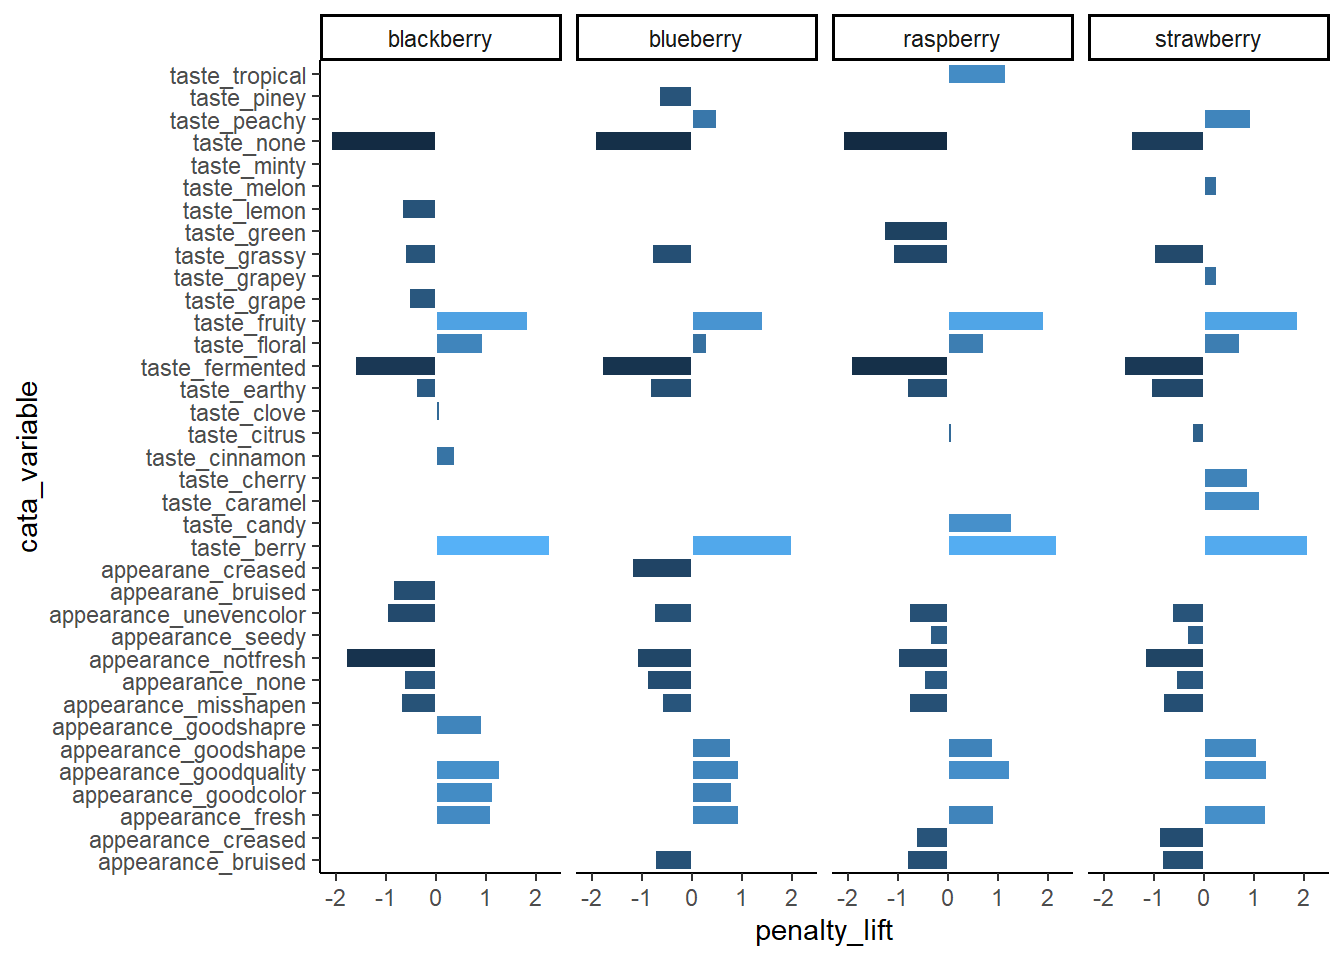 blackberry blueberry raspberry strawberry
taste_tropical
taste_piney
taste_peachy
taste_none
taste_minty
taste_melon
taste_lemon
taste_green
taste_grassy
taste_grapey
taste_grape
taste_fruity
taste_floral
taste_fermented
taste_earthy
taste_clove
taste_citrus
taste_cinnamon
taste_cherry
taste_caramel
taste_candy
taste_berry
appearane_creased
appearane_bruised
appearance_unevencolor
appearance_seedy
appearance_notfresh
appearance_none
appearance_misshapen
appearance_goodshapre
appearance_goodshape
appearance_goodquality
appearance_goodcolor
appearance_fresh
appearance_creased
appearance_bruised
cata_variable
-2 -1 0 1 2 -2 -1 0 1 2 -2 -1 0 1 2 -2 -1 0 1 2
penalty_lift